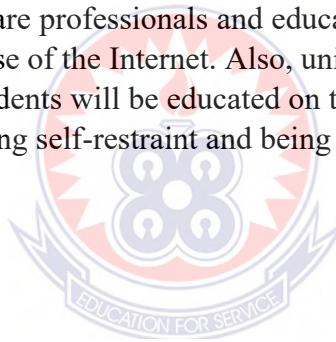 are professionals and educa
se of the Internet. Also, uni
dents will be educated on t
ng self-restraint and being
EDUCATION FOR SERVICE